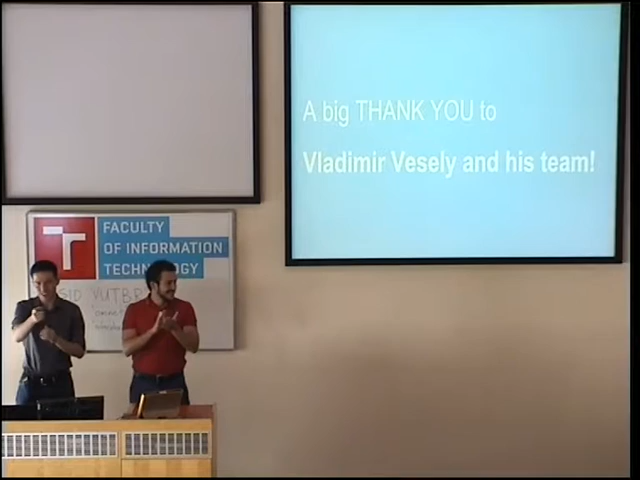 A big THANK YOU to
Vladimir Vesely and his team!
FACULTY
OF INFORMATION
TECHNOLOGY